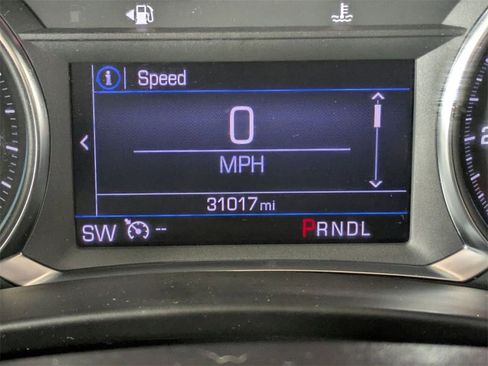 Speed
0
MPH
31017 mi
SW -- PRNDL